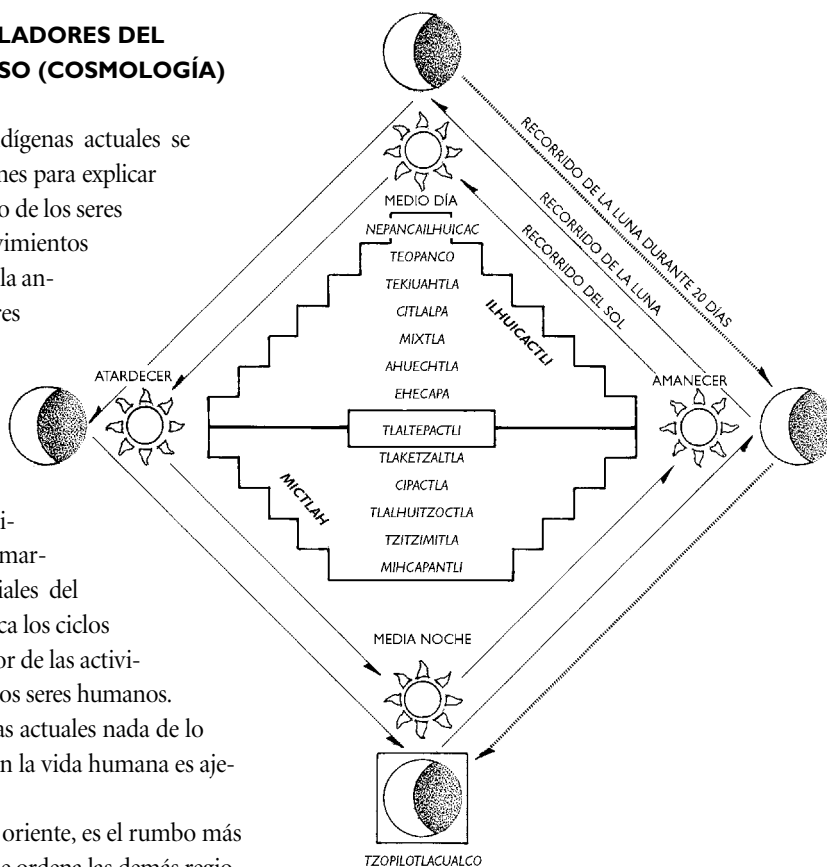 LADORES DEL
SO (COSMOLOGÍA)
dígenas actuales se
nes para explicar
o de los seres
vimientos
la an-
res
i-
mar-
iales del
ca los ciclos
or de las activi-
os seres humanos.
as actuales nada de lo
n la vida humana es aje-
oriente, es el rumbo más
e ordena las demás regio-
MEDIO DÍA
NEPANCAILHUICAC
TEOPANCO
TEKIUAHTLA
CITLALPA
MIXTLA
AHUECHTLA
EHECAPA
TLALTEPACTLI
TLAKETZALTLA
CIPACTLA
TLALHUITZOCTLA
TZITZIMITLA
MIHCAPANTLI
ILHUICACTLI
MICTLAH
ATARDECER
AMANECER
RECORRIDO DE LA LUNA DURANTE 20 DÍAS
RECORRIDO DE LA LUNA
RECORRIDO DEL SOL
MEDIA NOCHE
TZOPILOTLACUALCO